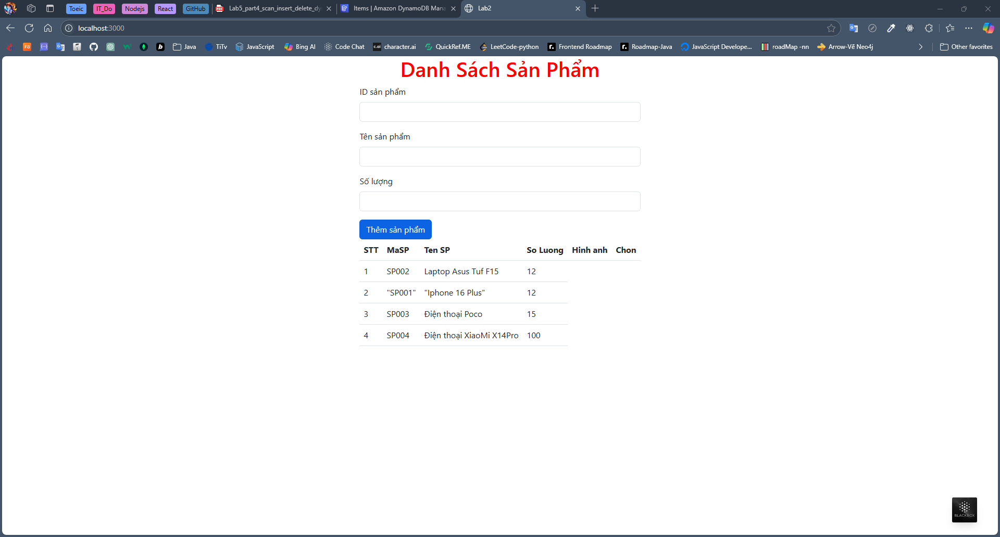 Toeic IT_Do Nodejs React GitHub Lab5_part4_scan_insert_delete_dy Items | Amazon DynamoDB Mana Lab2
localhost:3000
F8 Java TiTv JavaScript Bing AI Code Chat c.ai character.ai QuickRef.ME LeetCode-python Frontend Roadmap Roadmap-Java JavaScript Develope... roadMap -nn Arrow-Vẽ Neo4j Other favorites
Danh Sách Sản Phẩm
ID sản phẩm
Tên sản phẩm
Số lượng
Thêm sản phẩm
STT MaSP Ten SP So Luong Hinh anh Chon
1 SP002 Laptop Asus Tuf F15 12
2 "SP001" "Iphone 16 Plus" 12
3 SP003 Điện thoại Poco 15
4 SP004 Điện thoại XiaoMi X14Pro 100
BLACKBOX